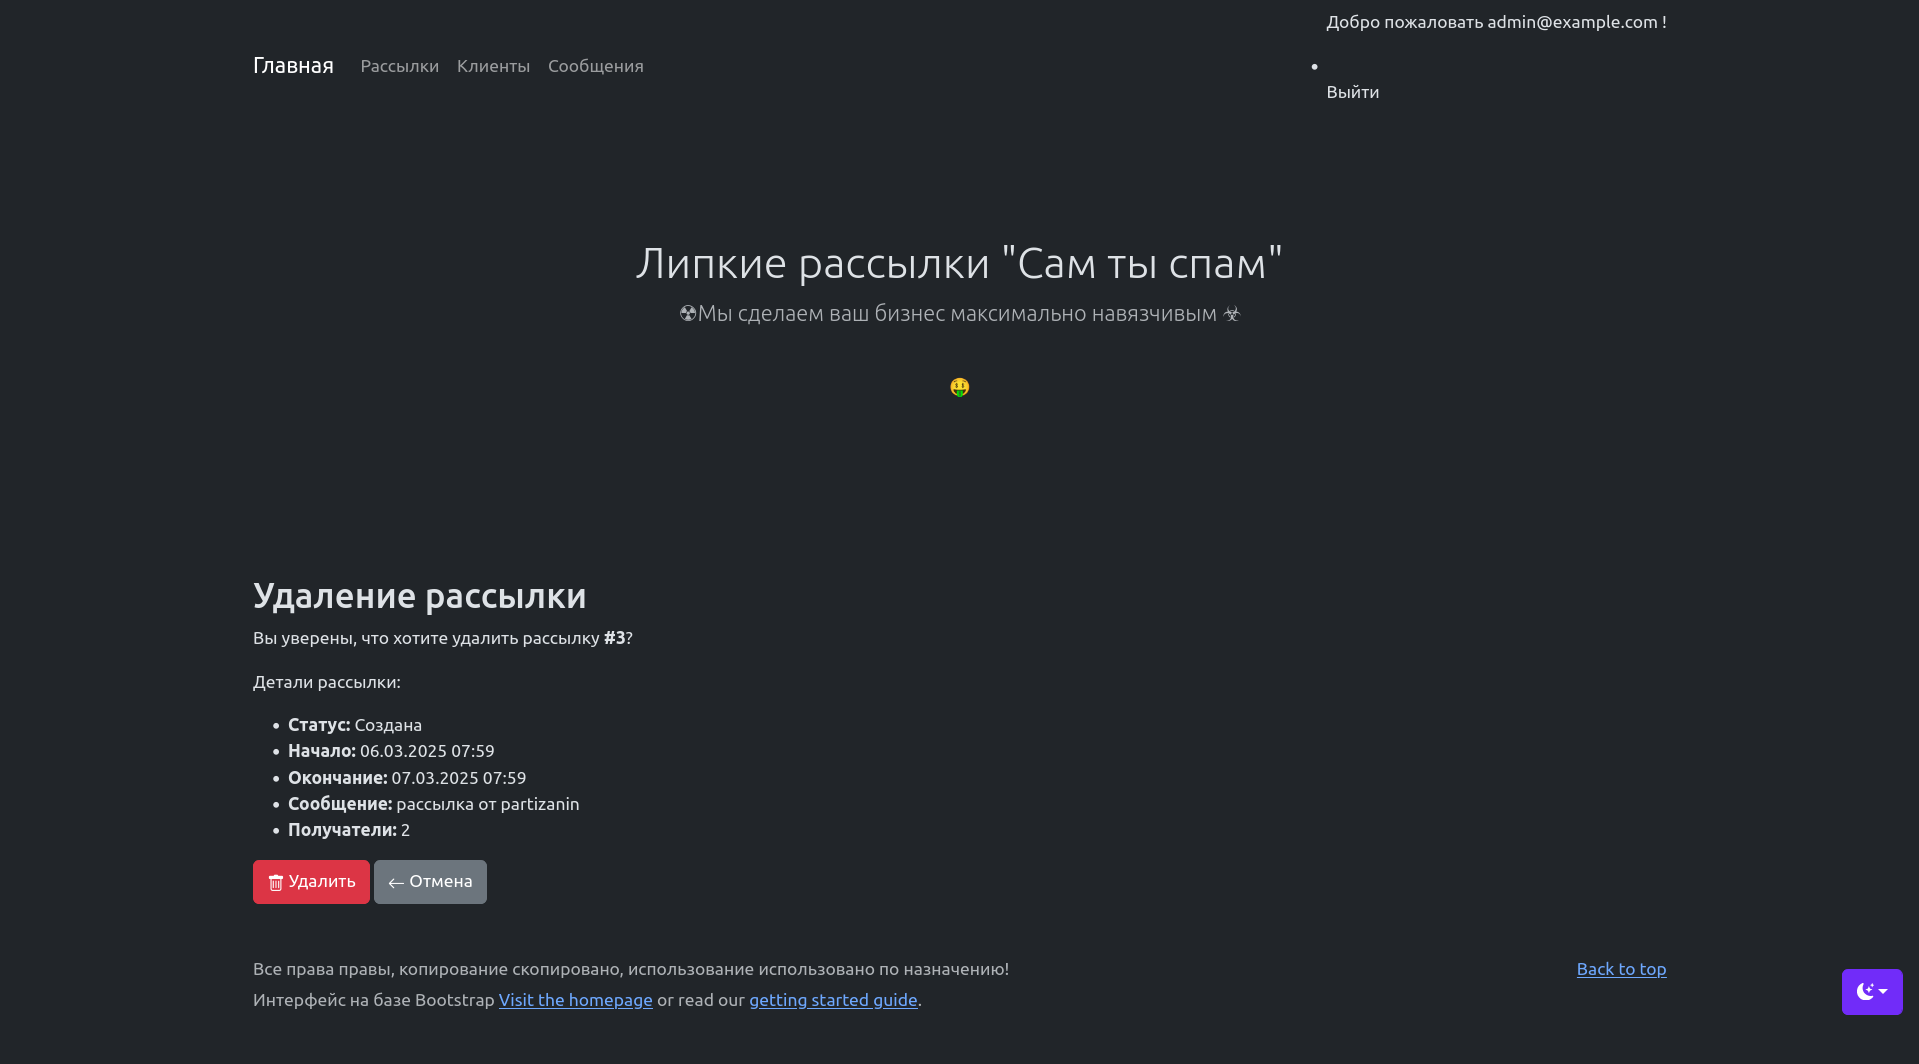 Добро пожаловать admin@example.com !
Главная Рассылки Клиенты Сообщения
Выйти
Липкие рассылки "Сам ты спам"
☢Мы сделаем ваш бизнес максимально навязчивым ☣
🤑
Удаление рассылки
Вы уверены, что хотите удалить рассылку #3?
Детали рассылки:
• Статус: Создана
• Начало: 06.03.2025 07:59
• Окончание: 07.03.2025 07:59
• Сообщение: рассылка от partizanin
• Получатели: 2
Удалить ← Отмена
Все права правы, копирование скопировано, использование использовано по назначению! Back to top
Интерфейс на базе Bootstrap Visit the homepage or read our getting started guide.